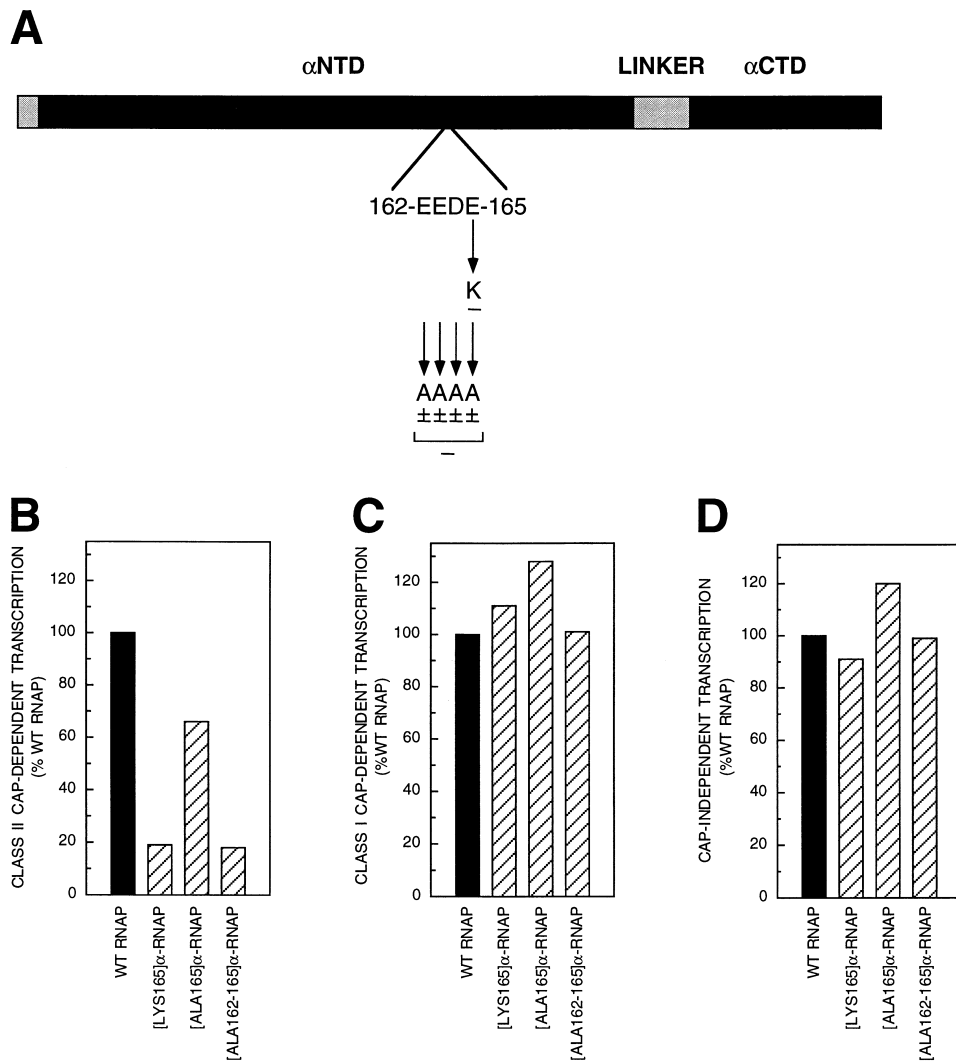 A
αNTD LINKER αCTD
162-EEDE-165
K
–
AAAA
±±±±
–
B
CLASS II CAP-DEPENDENT TRANSCRIPTION
(% WT RNAP)
120
100
80
60
40
20
0
WT RNAP
[LYS165]α-RNAP
[ALA165]α-RNAP
[ALA162-165]α-RNAP
C
CLASS I CAP-DEPENDENT TRANSCRIPTION
(%WT RNAP)
120
100
80
60
40
20
0
WT RNAP
[LYS165]α-RNAP
[ALA165]α-RNAP
[ALA162-165]α-RNAP
D
CAP-INDEPENDENT TRANSCRIPTION
(%WT RNAP)
120
100
80
60
40
20
0
WT RNAP
[LYS165]α-RNAP
[ALA165]α-RNAP
[ALA162-165]α-RNAP